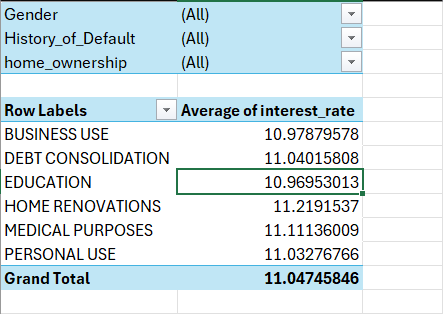 Gender (All)
History_of_Default (All)
home_ownership (All)
Row Labels Average of interest_rate
BUSINESS USE 10.97879578
DEBT CONSOLIDATION 11.04015808
EDUCATION 10.96953013
HOME RENOVATIONS 11.2191537
MEDICAL PURPOSES 11.11136009
PERSONAL USE 11.03276766
Grand Total 11.04745846